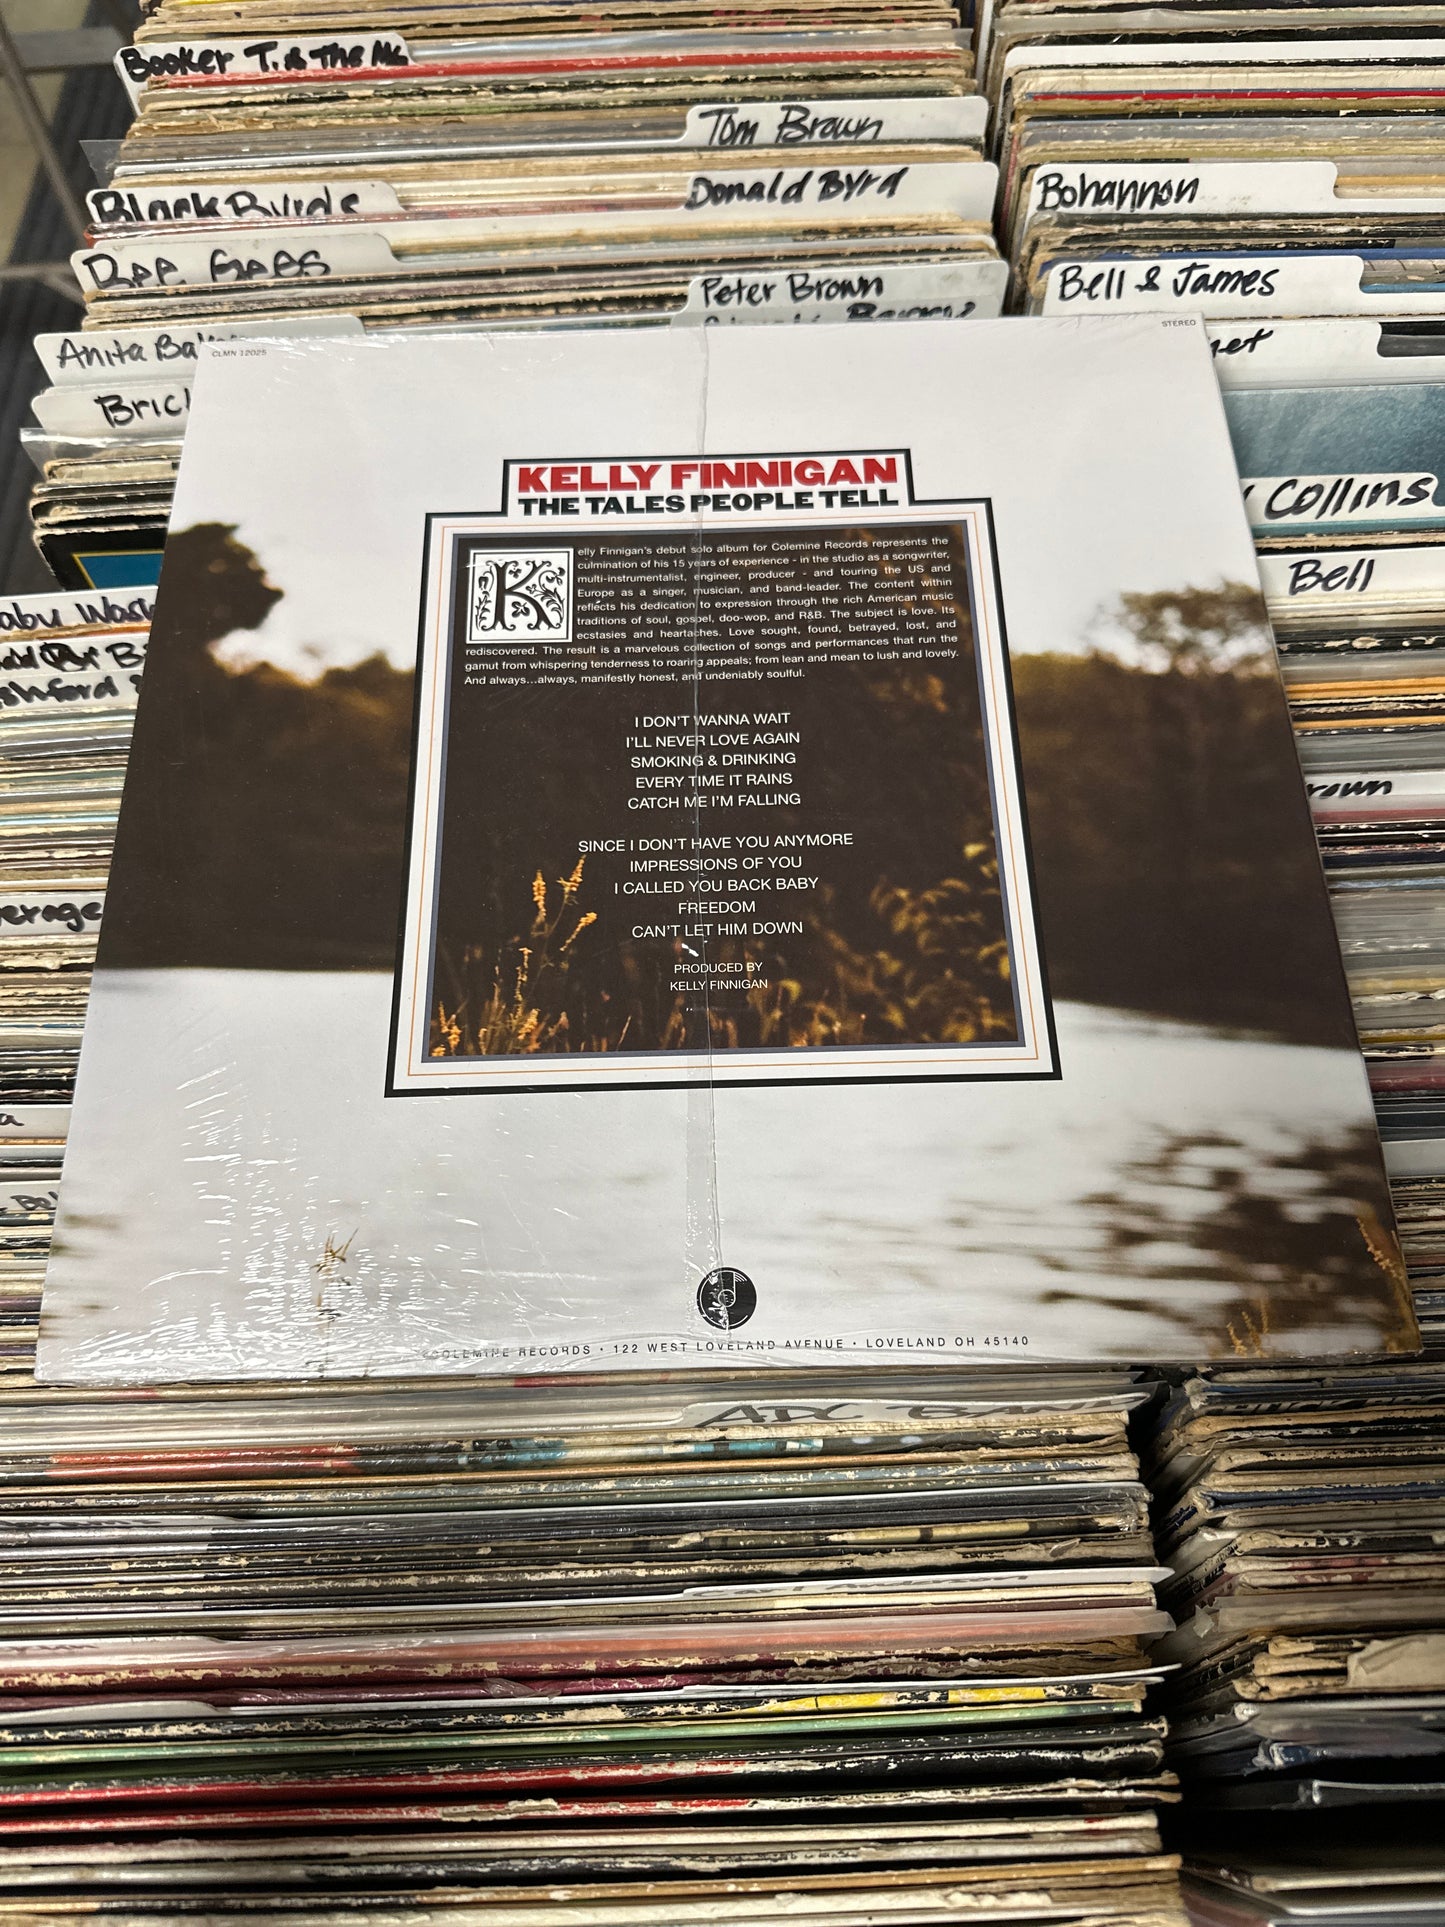 Booker T. & The MG
Tom Brown
Donald Byrd
Black Byrds
Bohannon
Bee Gees
Bell & James
Peter Brown
Anita Ba
CLMN 12025
STEREO
KELLY FINNIGAN
THE TALES PEOPLE TELL
Collins
Bell
K
elly Finnigan's debut solo album for Colemine Records represents the
culmination of his 15 years of experience - in the studio as a songwriter,
multi-instrumentalist, engineer, producer - and touring the US and
Europe as a singer, musician, and band-leader. The content within
reflects his dedication to expression through the rich American music
traditions of soul, gospel, doo-wop, and R&B. The subject is love. Its
ecstasies and heartaches. Love sought, found, betrayed, lost, and
rediscovered. The result is a marvelous collection of songs and performances that run the
gamut from whispering tenderness to roaring appeals; from lean and mean to lush and lovely.
And always...always, manifestly honest, and undeniably soulful.
I DON'T WANNA WAIT
I'LL NEVER LOVE AGAIN
SMOKING & DRINKING
EVERY TIME IT RAINS
CATCH ME I'M FALLING
SINCE I DON'T HAVE YOU ANYMORE
IMPRESSIONS OF YOU
I CALLED YOU BACK BABY
FREEDOM
CAN'T LET HIM DOWN
PRODUCED BY
KELLY FINNIGAN
COLEMINE RECORDS • 122 WEST LOVELAND AVENUE • LOVELAND OH 45140
ADC BAND